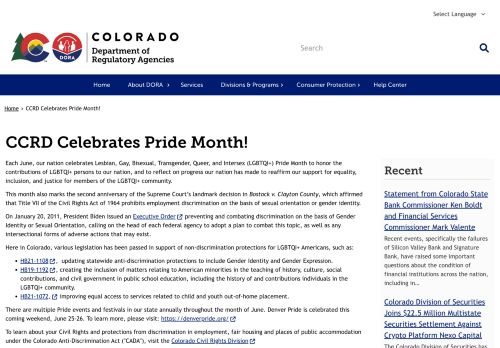 Select Language
COLORADO
Department of
Regulatory Agencies
DORA
Search
Home
About DORA
Services
Divisions & Programs
Consumer Protection
Help Center
Home > CCRD Celebrates Pride Month!
CCRD Celebrates Pride Month!
Each June, our nation celebrates Lesbian, Gay, Bisexual, Transgender, Queer, and Intersex (LGBTQI+) Pride Month to honor the
contributions of LGBTQI+ persons to our nation, and to reflect on progress our nation has made to reaffirm our support for equality,
inclusion, and justice for members of the LGBTQI+ community.
This month also marks the second anniversary of the Supreme Court's landmark decision in Bostock v. Clayton County, which affirmed
that Title VII of the Civil Rights Act of 1964 prohibits employment discrimination on the basis of sexual orientation or gender identity.
On January 20, 2011, President Biden issued an Executive Order preventing and combating discrimination on the basis of Gender
Identity or Sexual Orientation, calling on the head of each federal agency to adopt a plan to combat this topic, as well as any
intersectional forms of adverse actions that may exist.
Here in Colorado, various legislation has been passed in support of non-discrimination protections for LGBTQI+ Americans, such as:
• HB21-1108, updating statewide anti-discrimination protections to include Gender Identity and Gender Expression.
• HB19-1192, creating the inclusion of matters relating to American minorities in the teaching of history, culture, social
contributions, and civil government in public school education, including the history of and contributions individuals in the
LGBTQI+ community.
• HB21-1072, improving equal access to services related to child and youth out-of-home placement.
There are multiple Pride events and festivals in our state annually throughout the month of June. Denver Pride is celebrated this
coming weekend, June 25-26. To learn more, please visit: https://denverpride.org/
To learn about your Civil Rights and protections from discrimination in employment, fair housing and places of public accommodation
under the Colorado Anti-Discrimination Act ("CADA"), visit the Colorado Civil Rights Division
Recent
Statement from Colorado State
Bank Commissioner Ken Boldt
and Financial Services
Commissioner Mark Valente
Recent events, specifically the failures
of Silicon Valley Bank and Signature
Bank, have raised some important
questions about the condition of
financial institutions across the nation,
including in...
Colorado Division of Securities
Joins $22.5 Million Multistate
Securities Settlement Against
Crypto Platform Nexo Capital
The Colorado Division of Securities has